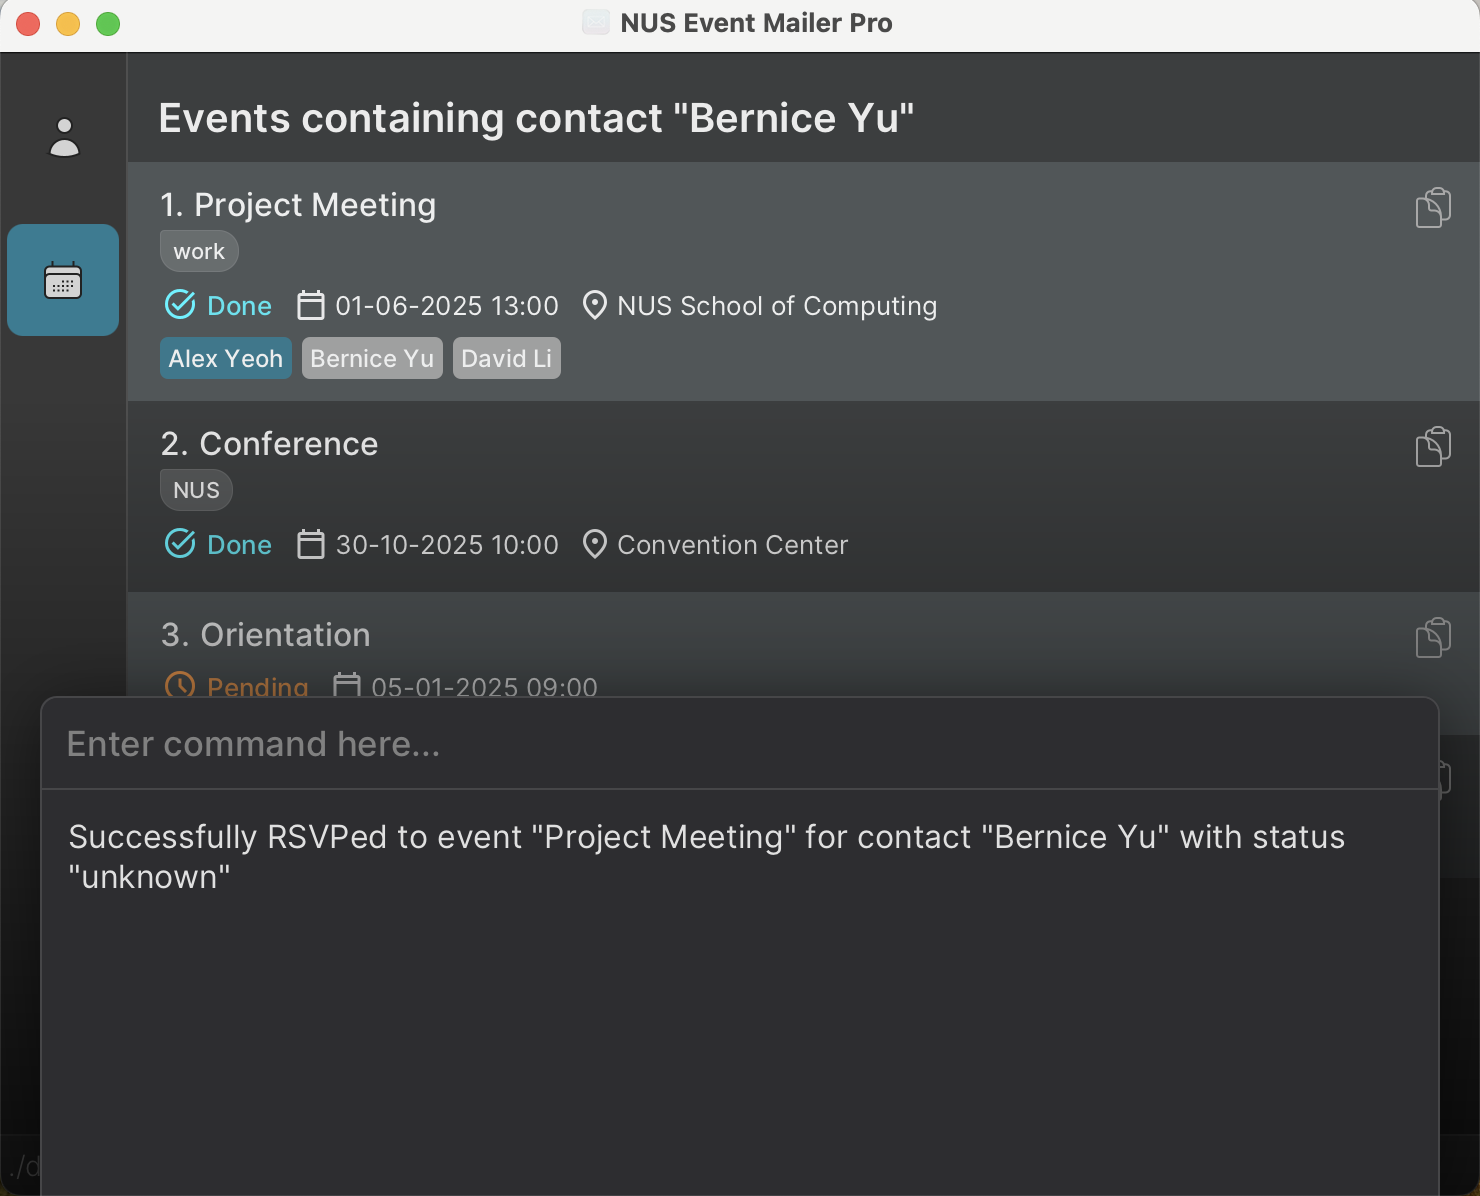 NUS Event Mailer Pro
Events containing contact "Bernice Yu"
1. Project Meeting
work
Done 01-06-2025 13:00 NUS School of Computing
Alex Yeoh Bernice Yu David Li
2. Conference
NUS
Done 30-10-2025 10:00 Convention Center
3. Orientation
Pending 05-01-2025 09:00
Enter command here...
Successfully RSVPed to event "Project Meeting" for contact "Bernice Yu" with status
"unknown"